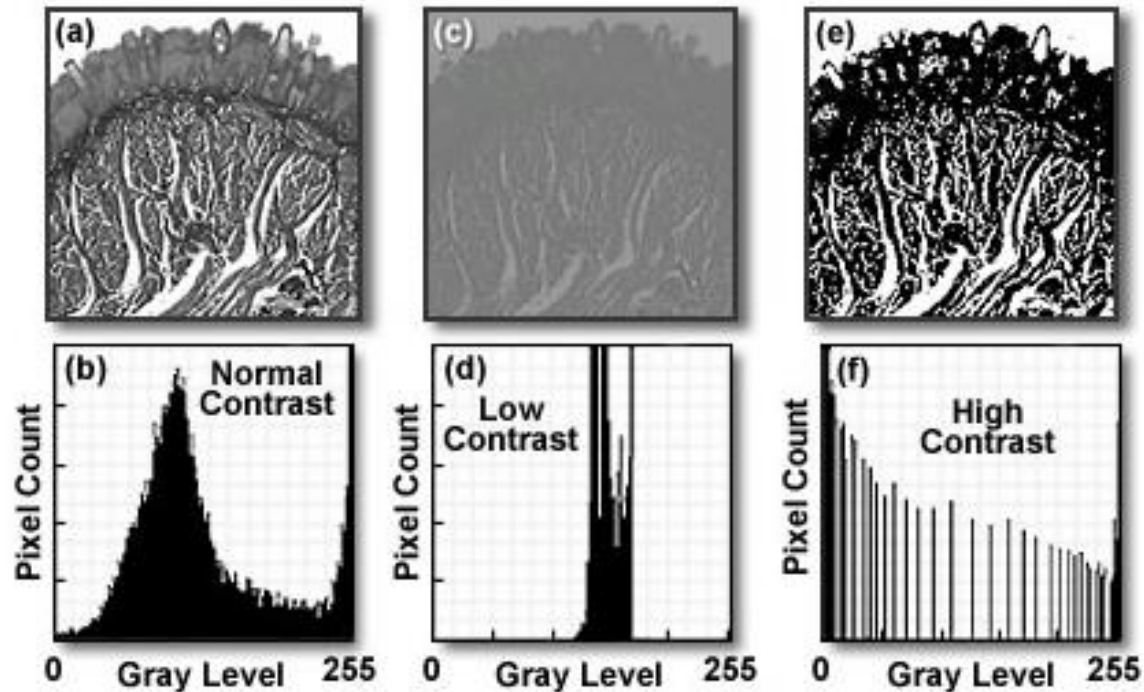 (a)
(c)
(e)
(b)
Normal
Contrast
(d)
Low
Contrast
(f)
High
Contrast
Pixel Count
Pixel Count
Pixel Count
0
Gray Level
255
0
Gray Level
255
0
Gray Level
255